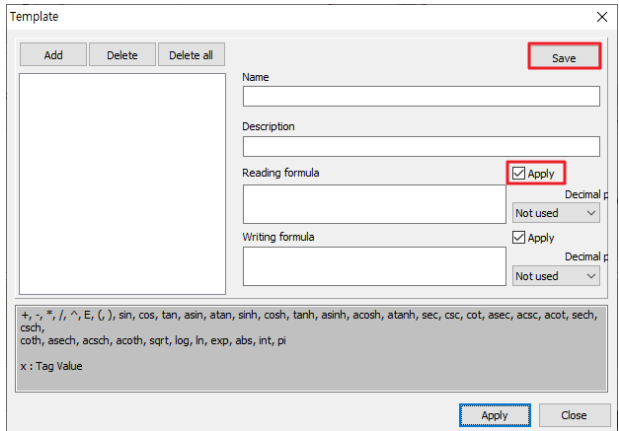 Template
Add Delete Delete all Save
Name
Description
Reading formula Apply
Decimal p
Not used
Writing formula Apply
Decimal p
Not used
+, -, *, /, ^, E, (, ), sin, cos, tan, asin, atan, sinh, cosh, tanh, asinh, acosh, atanh, sec, csc, cot, asec, acsc, acot, sech,
csch,
coth, asech, acsch, acoth, sqrt, log, ln, exp, abs, int, pi
x : Tag Value
Apply Close